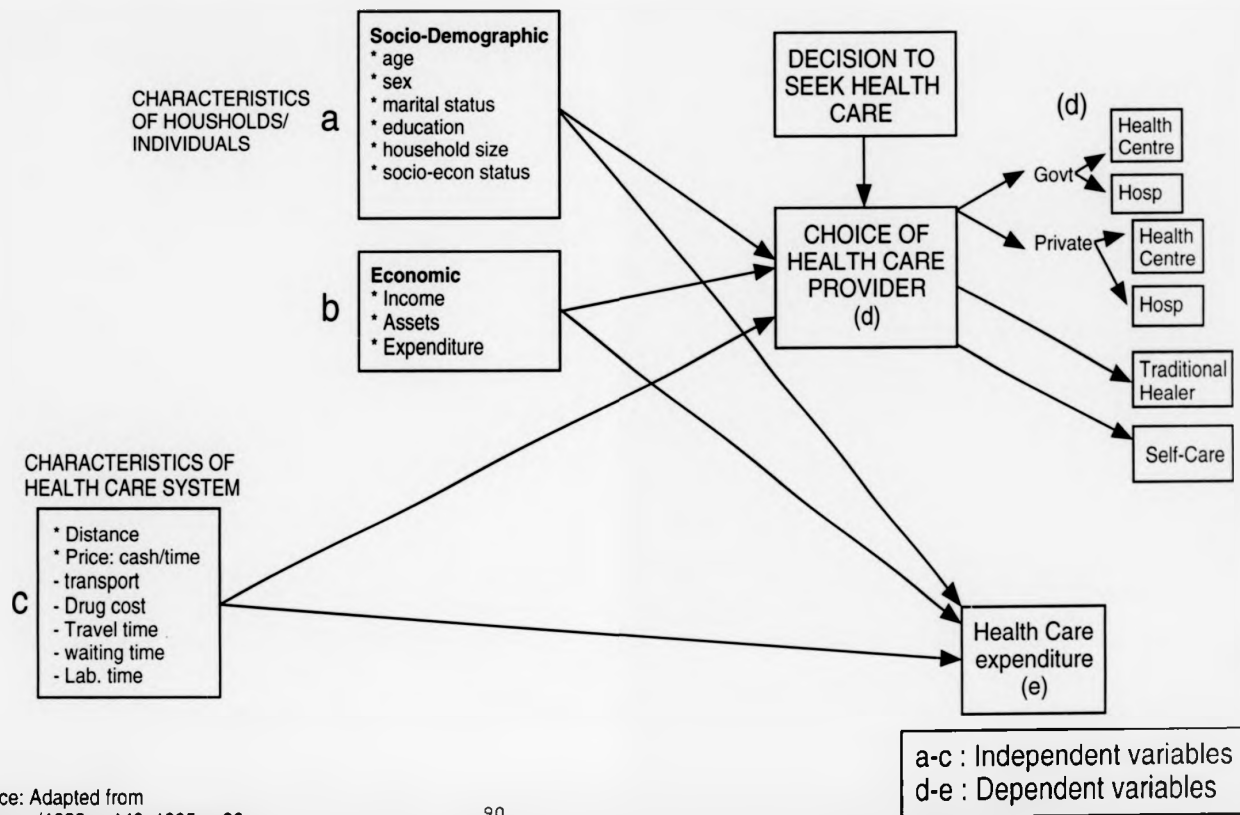 CHARACTERISTICS
OF HOUSHOLDS/
INDIVIDUALS
a
Socio-Demographic
* age
* sex
* marital status
* education
* household size
* socio-econ status
b
Economic
* Income
* Assets
* Expenditure
CHARACTERISTICS OF
HEALTH CARE SYSTEM
c
* Distance
* Price: cash/time
- transport
- Drug cost
- Travel time
- waiting time
- Lab. time
DECISION TO
SEEK HEALTH
CARE
CHOICE OF
HEALTH CARE
PROVIDER
(d)
(d)
Govt
Health
Centre
Hosp
Private
Health
Centre
Hosp
Traditional
Healer
Self-Care
Health Care
expenditure
(e)
a-c : Independent variables
d-e : Dependent variables
ce: Adapted from
90